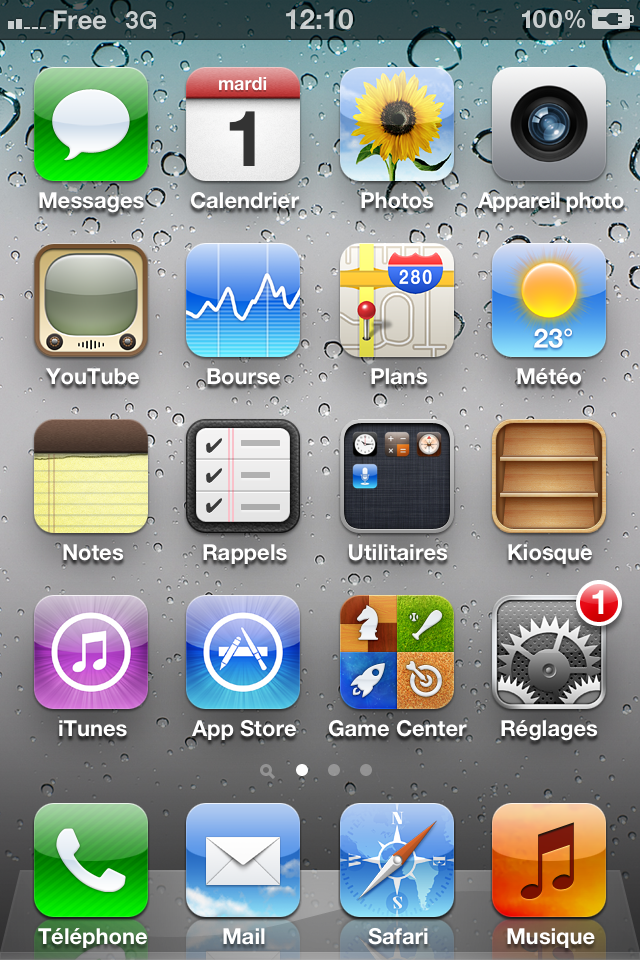 Free 3G 12:10 100%
mardi
1
Messages Calendrier Photos Appareil photo
280
23°
YouTube Bourse Plans Météo
Notes Rappels Utilitaires Kiosque
1
iTunes App Store Game Center Réglages
N
S
Téléphone Mail Safari Musique